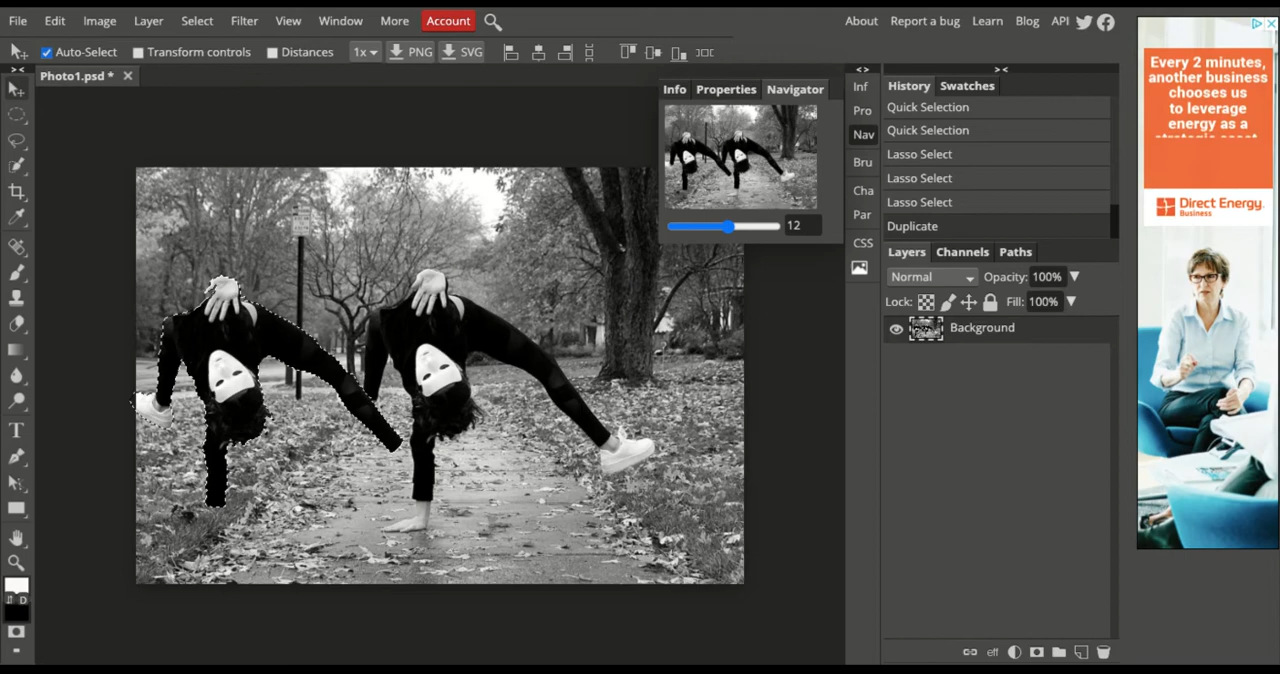 File Edit Image Layer Select Filter View Window More Account About Report a bug Learn Blog API
Auto-Select Transform controls Distances 1x PNG SVG
Photo1.psd *
Info Properties Navigator
12
Inf
Pro
Nav
Bru
Cha
Par
CSS
History Swatches
Quick Selection
Quick Selection
Lasso Select
Lasso Select
Lasso Select
Duplicate
Layers Channels Paths
Normal Opacity: 100%
Lock: Fill: 100%
Background
eff
D
T
Every 2 minutes,
another business
chooses us
to leverage
energy as a
strategic asset
Direct Energy.
Business